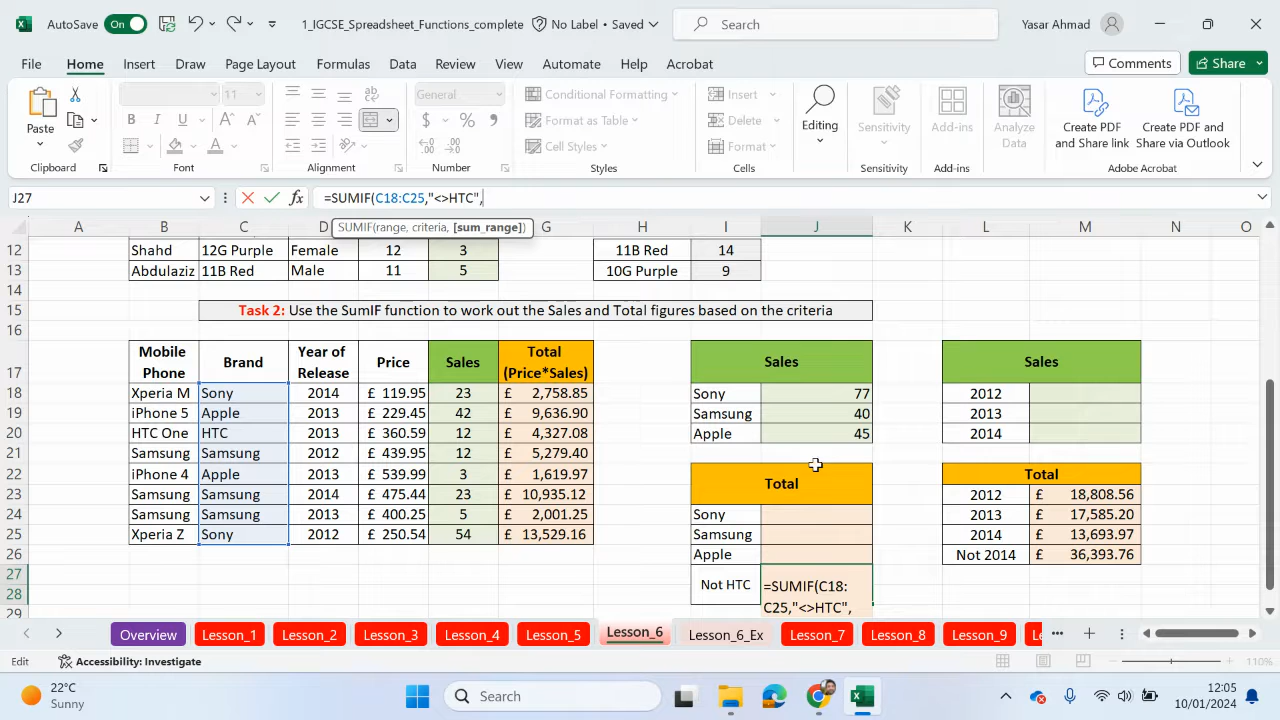 AutoSave On 1_IGCSE_Spreadsheet_Functions_complete No Label • Saved Search Yasar Ahmad
File Home Insert Draw Page Layout Formulas Data Review View Automate Help Acrobat Comments Share
Paste B I U 11 A A ab General $ % 9 Conditional Formatting Format as Table Cell Styles Insert Delete Format Editing Sensitivity Add-ins Analyze Data Create PDF and Share link Create PDF and Share via Outlook
Clipboard Font Alignment Number Styles Cells Sensitivity Add-ins Adobe Acrobat
J27 fx =SUMIF(C18:C25,"<>HTC",
SUMIF(range, criteria, [sum_range])
A B C D G H I J K L M N O
12 Shahd 12G Purple Female 12 3 11B Red 14
13 Abdulaziz 11B Red Male 11 5 10G Purple 9
14
15 Task 2: Use the SumIF function to work out the Sales and Total figures based on the criteria
16
17 Mobile Phone Brand Year of Release Price Sales Total (Price*Sales) Sales Sales
18 Xperia M Sony 2014 £ 119.95 23 £ 2,758.85 Sony 77 2012
19 iPhone 5 Apple 2013 £ 229.45 42 £ 9,636.90 Samsung 40 2013
20 HTC One HTC 2013 £ 360.59 12 £ 4,327.08 Apple 45 2014
21 Samsung Samsung 2012 £ 439.95 12 £ 5,279.40
22 iPhone 4 Apple 2013 £ 539.99 3 £ 1,619.97 Total Total
23 Samsung Samsung 2014 £ 475.44 23 £ 10,935.12 2012 £ 18,808.56
24 Samsung Samsung 2013 £ 400.25 5 £ 2,001.25 Sony 2013 £ 17,585.20
25 Xperia Z Sony 2012 £ 250.54 54 £ 13,529.16 Samsung 2014 £ 13,693.97
26 Apple Not 2014 £ 36,393.76
27 Not HTC =SUMIF(C18:
28 C25,"<>HTC",
29
Overview Lesson_1 Lesson_2 Lesson_3 Lesson_4 Lesson_5 Lesson_6 Lesson_6_Ex Lesson_7 Lesson_8 Lesson_9 Le
Edit Accessibility: Investigate 110%
22°C Search 12:05
Sunny 10/01/2024